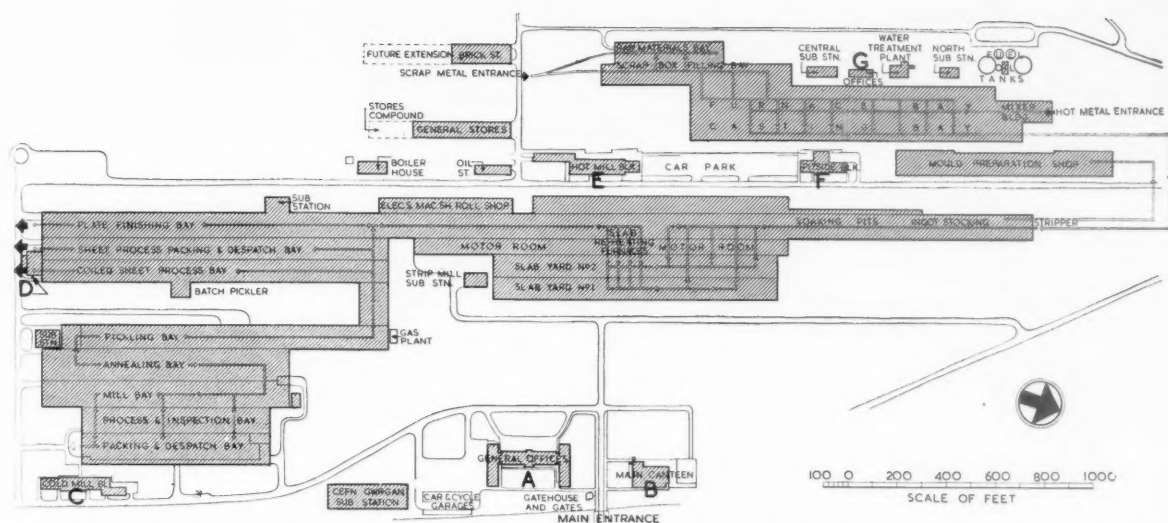 FUTURE EXTENSION
BRICK ST.
SCRAP METAL ENTRANCE
RAW MATERIALS BAY
SCRAP BOX FILLING BAY
CENTRAL
SUB STN.
G
OFFICES
WATER
TREATMENT
PLANT
NORTH
SUB STN.
FUEL
OIL
TANKS
FURNACE BAY
CASTING BAY
MIXER
BLDG
HOT METAL ENTRANCE
STORES
COMPOUND
GENERAL STORES
BOILER
HOUSE
OIL
ST.
HOT MILL BLK
E
CAR PARK
BLK.
F
MOULD PREPARATION SHOP
SUB
STATION
ELECS. MAC. SH. ROLL SHOP
PLATE FINISHING BAY
SOAKING PITS
INGOT STOCKING
STRIPPER
SHEET PROCESS PACKING & DESPATCH BAY
MOTOR ROOM
SLAB
REHEATING
FURNACES
MOTOR ROOM
COILED SHEET PROCESS BAY
SLAB YARD Nº2
D
BATCH PICKLER
STRIP MILL
SUB STN.
SLAB YARD Nº1
SUB
STN.
PICKLING BAY
GAS
PLANT
ANNEALING BAY
MILL BAY
PROCESS & INSPECTION BAY
PACKING & DESPATCH BAY
COLD MILL BL
C
CEFN GWRGAN
SUB STATION
CAR & CYCLE
GARAGES
GENERAL OFFICES
A
GATEHOUSE
AND GATES
MAIN CANTEEN
B
MAIN ENTRANCE
100 0 200 400 600 800 1000
SCALE OF FEET